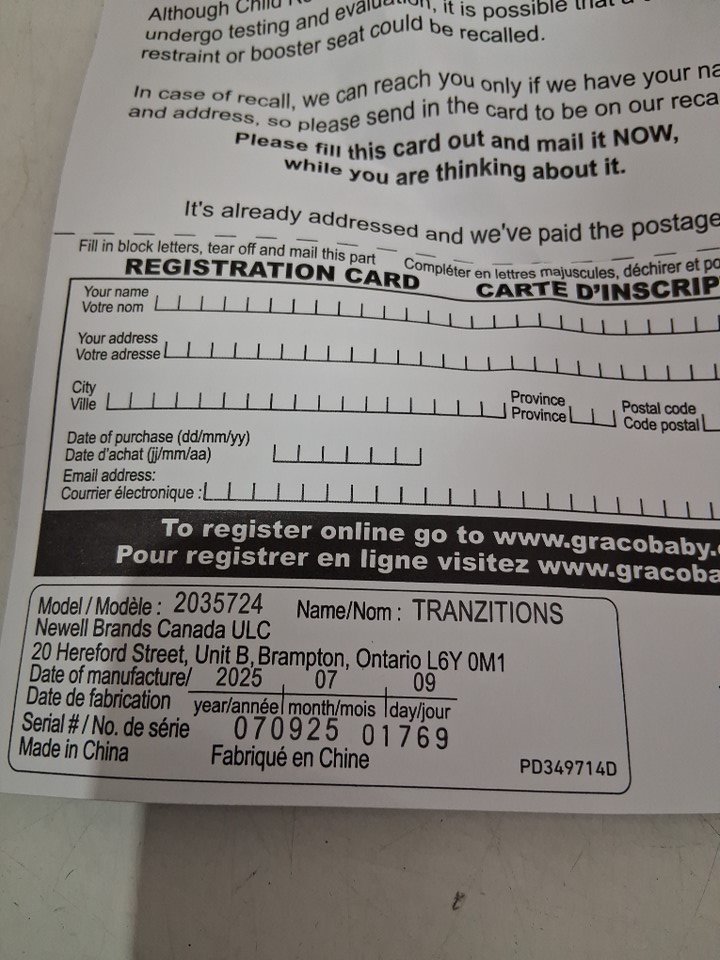 Although Child
undergo testing and evaluation, it is possible that a
restraint or booster seat could be recalled.
In case of recall, we can reach you only if we have your
and address, so please send in the card to be on our
Please fill this card out and mail it NOW,
while you are thinking about it.
It's already addressed and we've paid the postage
Fill in block letters, tear off and mail this part
Compléter en lettres majuscules, déchirer et
REGISTRATION CARD
CARTE D'INSCRIP
Your name
Votre nom
Your address
Votre adresse
City
Ville
Province
Province
Postal code
Code postal
Date of purchase (dd/mm/yy)
Date d'achat (jj/mm/aa)
Email address:
Courrier électronique :
To register online go to www.gracobaby.
Pour registrer en ligne visitez www.gracoba
Model / Modèle : 2035724 Name/Nom : TRANZITIONS
Newell Brands Canada ULC
20 Hereford Street, Unit B, Brampton, Ontario L6Y 0M1
Date of manufacture/ 2025 07 09
Date de fabrication year/année month/mois day/jour
Serial # / No. de série 070925 01769
Made in China Fabriqué en Chine
PD349714D